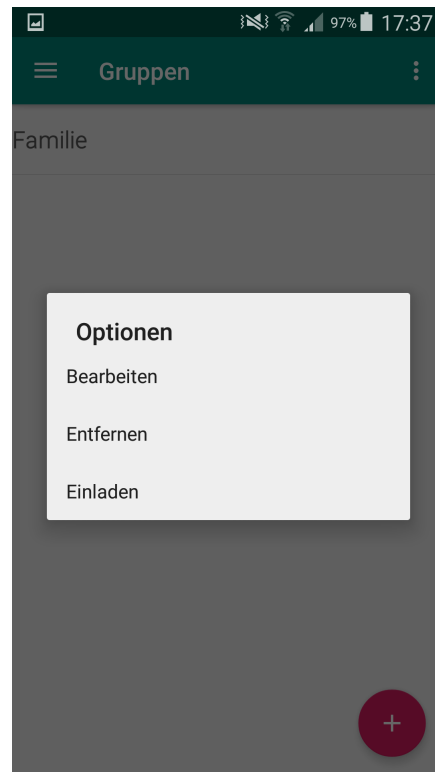 97% 17:37
Gruppen
Familie
Optionen
Bearbeiten
Entfernen
Einladen
+